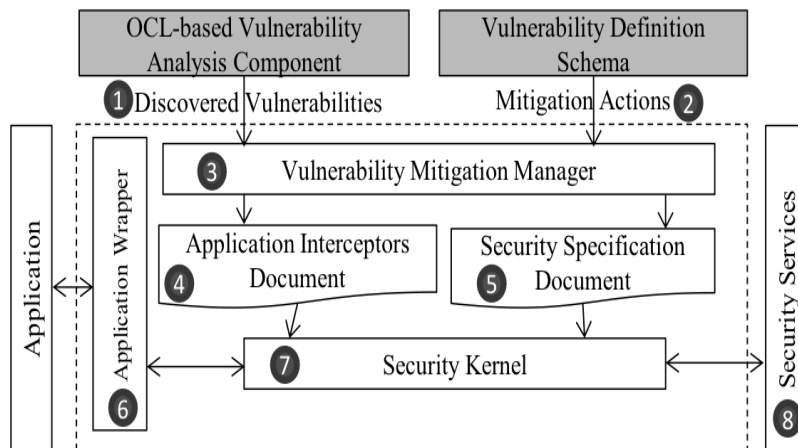 OCL-based Vulnerability
Analysis Component
Vulnerability Definition
Schema
1 Discovered Vulnerabilities
Mitigation Actions 2
3 Vulnerability Mitigation Manager
Application Interceptors
Document
4
Security Specification
Document
5
7 Security Kernel
Application
Application Wrapper
6
Security Services
8